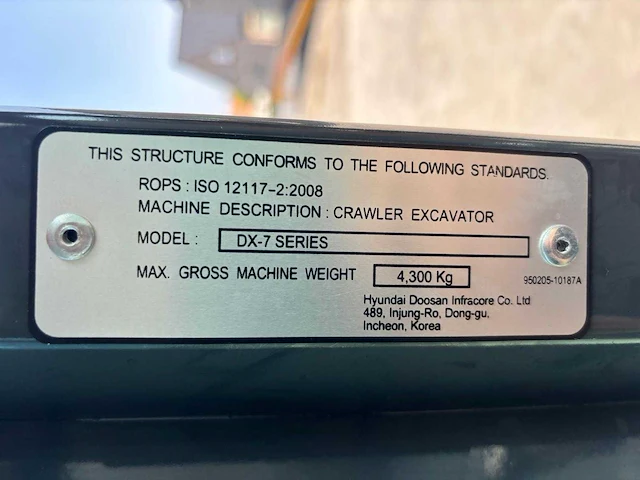 THIS STRUCTURE CONFORMS TO THE FOLLOWING STANDARDS.
ROPS : ISO 12117-2:2008
MACHINE DESCRIPTION : CRAWLER EXCAVATOR
MODEL : DX-7 SERIES
MAX. GROSS MACHINE WEIGHT 4,300 Kg
950205-10187A
Hyundai Doosan Infracore Co. Ltd
489, Injung-Ro, Dong-gu,
Incheon, Korea